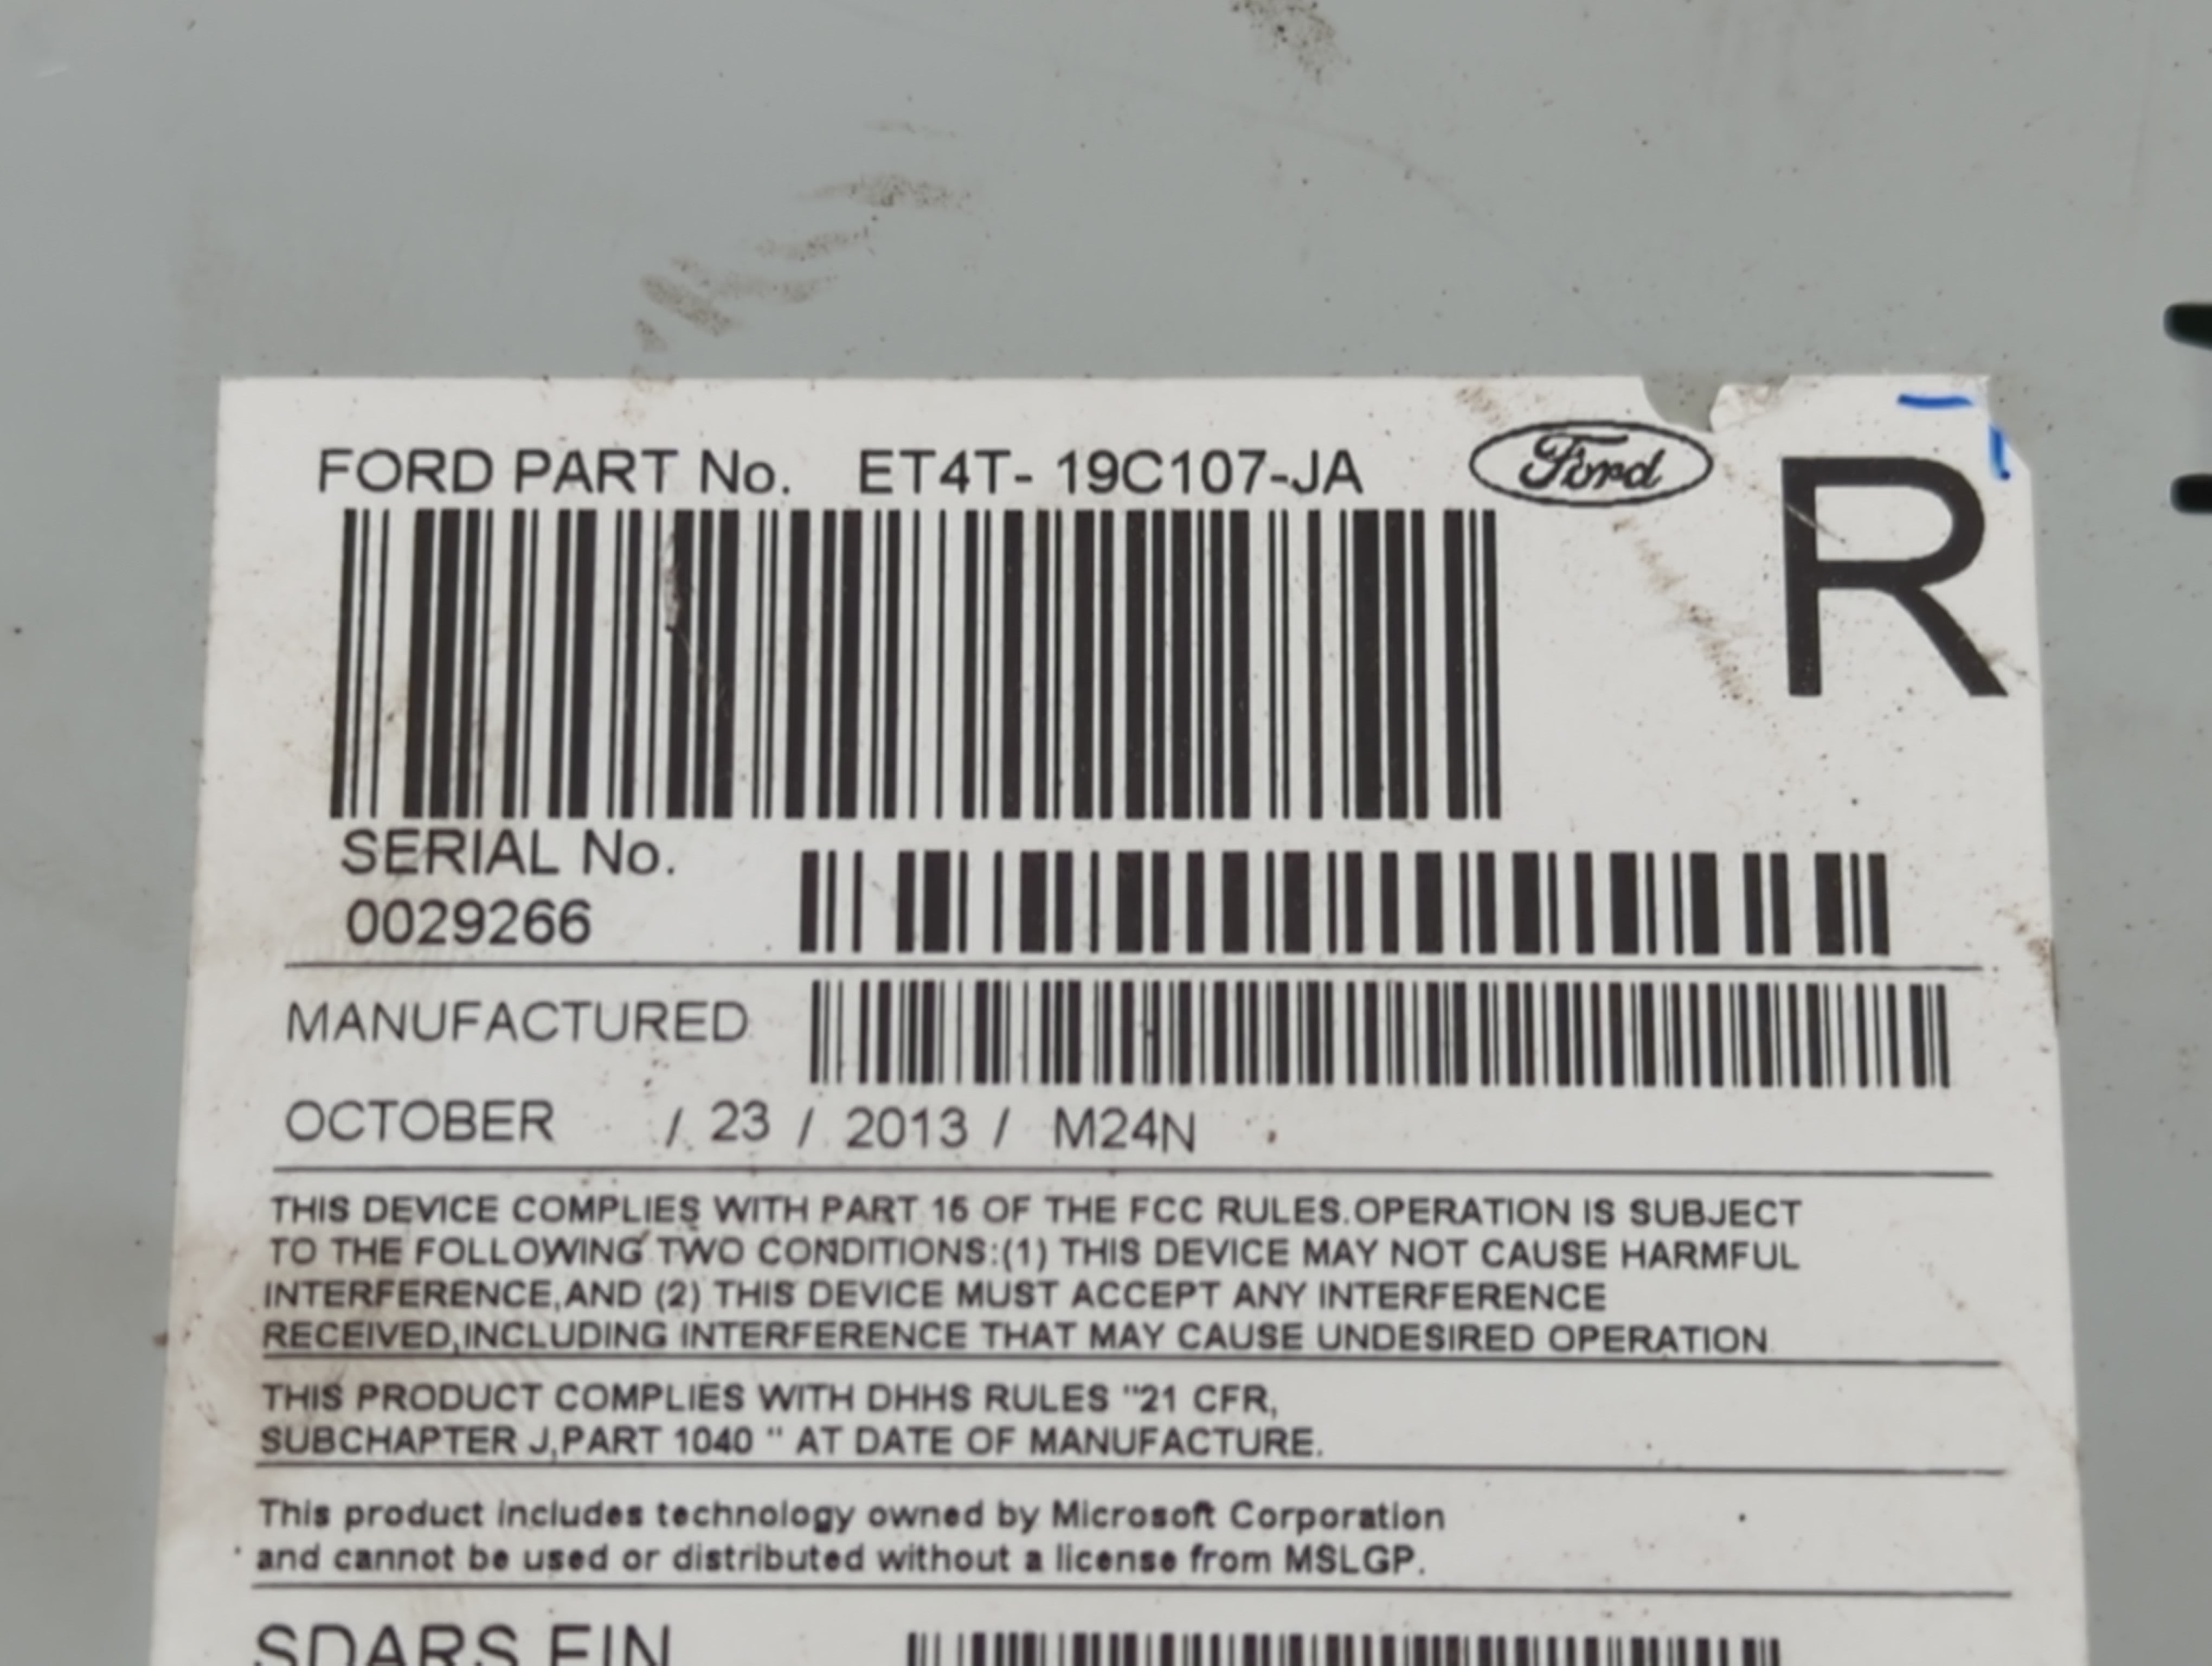 FORD PART No. ET4T- 19C107-JA Ford
R
SERIAL No.
0029266
MANUFACTURED
OCTOBER / 23 / 2013 / M24N
THIS DEVICE COMPLIES WITH PART 15 OF THE FCC RULES.OPERATION IS SUBJECT
TO THE FOLLOWING TWO CONDITIONS:(1) THIS DEVICE MAY NOT CAUSE HARMFUL
INTERFERENCE,AND (2) THIS DEVICE MUST ACCEPT ANY INTERFERENCE
RECEIVED,INCLUDING INTERFERENCE THAT MAY CAUSE UNDESIRED OPERATION
THIS PRODUCT COMPLIES WITH DHHS RULES "21 CFR,
SUBCHAPTER J,PART 1040 " AT DATE OF MANUFACTURE.
This product includes technology owned by Microsoft Corporation
and cannot be used or distributed without a license from MSLGP.
SDARS EIN